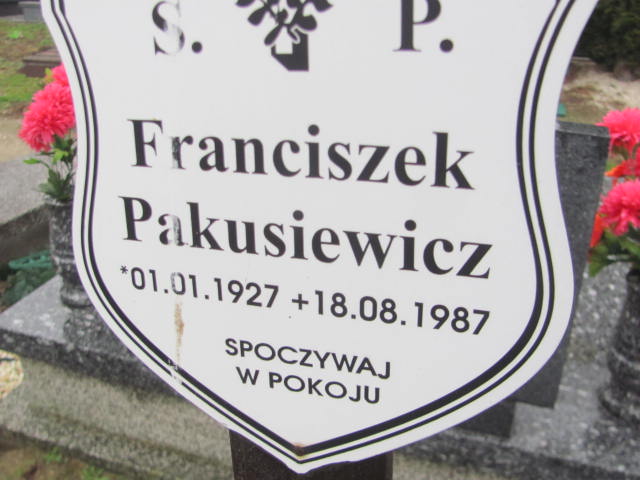 S. P.
Franciszek
Pakusiewicz
*01.01.1927 +18.08.1987
SPOCZYWAJ
W POKOJU